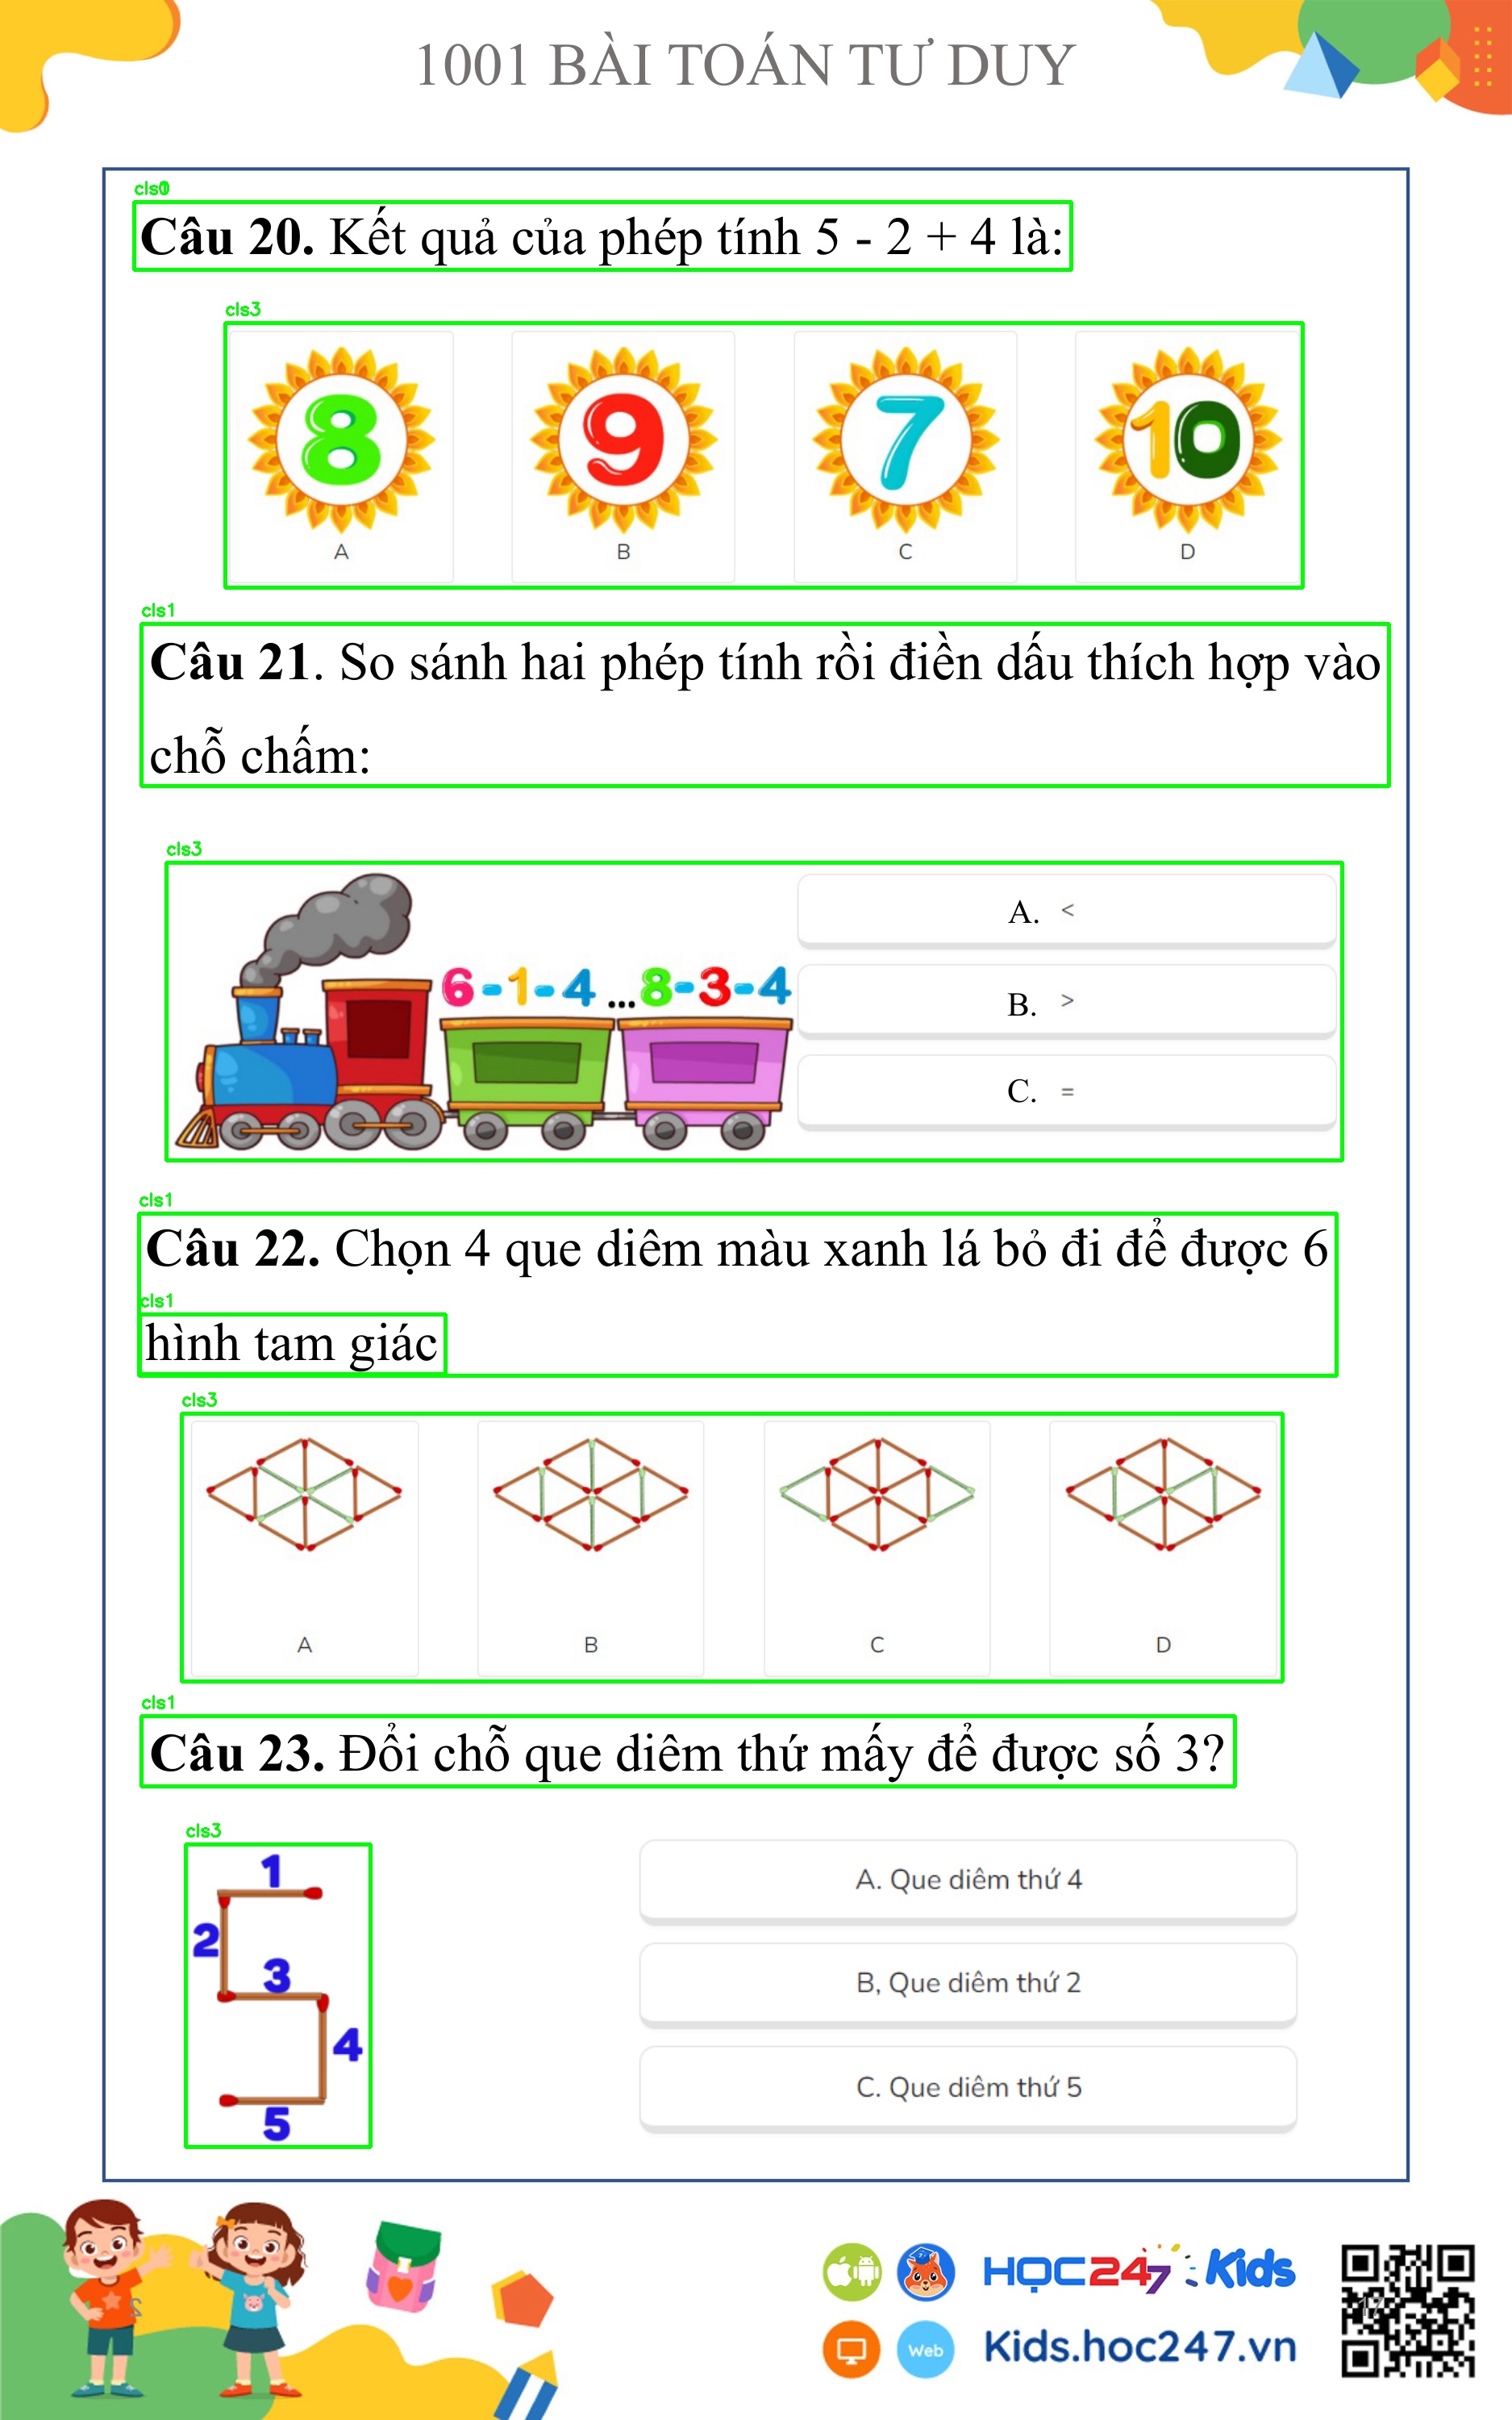 1001 BÀI TOÁN TƯ DUY
cls0
Câu 20. Kết quả của phép tính 5 - 2 + 4 là:
cls3
8 9 7 10
A B C D
cls1
Câu 21. So sánh hai phép tính rồi điền dấu thích hợp vào
chỗ chấm:
cls3
6-1-4 ... 8-3-4
A. <
B. >
C. =
cls1
Câu 22. Chọn 4 que diêm màu xanh lá bỏ đi để được 6
cls1
hình tam giác
cls3
A B C D
cls1
Câu 23. Đổi chỗ que diêm thứ mấy để được số 3?
cls3
1
2
3
4
5
A. Que diêm thứ 4
B, Que diêm thứ 2
C. Que diêm thứ 5
HỌC247 Kids
Web
Kids.hoc247.vn
2
17